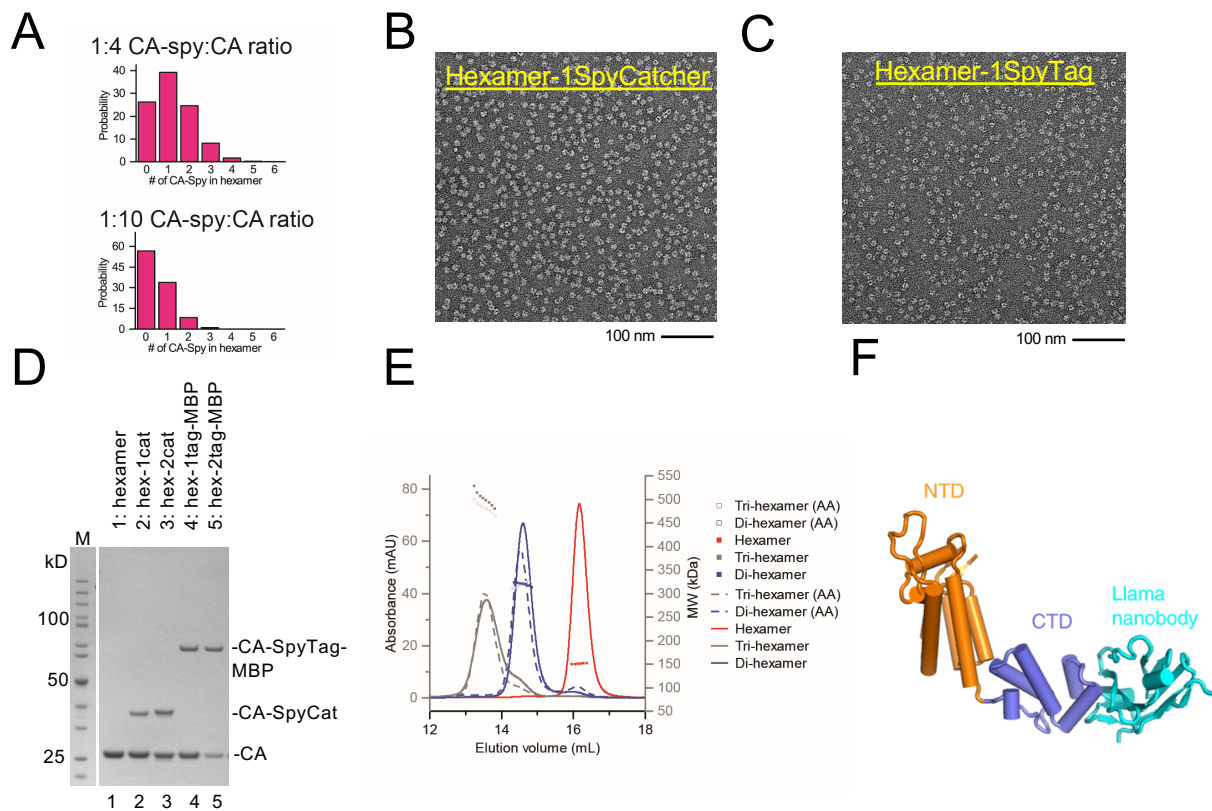 A
1:4 CA-spy:CA ratio
40
30
20
10
0
Probability
0 1 2 3 4 5 6
# of CA-Spy in hexamer
1:10 CA-spy:CA ratio
60
45
30
15
0
Probability
0 1 2 3 4 5 6
# of CA-Spy in hexamer
B
Hexamer-1SpyCatcher
100 nm
C
Hexamer-1SpyTag
100 nm
D
1: hexamer
2: hex-1cat
3: hex-2cat
4: hex-1tag-MBP
5: hex-2tag-MBP
M
kD
100
50
25
-CA-SpyTag-
MBP
-CA-SpyCat
-CA
1 2 3 4 5
E
80
60
40
20
0
Absorbance (mAU)
12 14 16 18
Elution volume (mL)
550
500
450
400
350
300
250
200
150
100
50
MW (kDa)
Tri-hexamer (AA)
Di-hexamer (AA)
Hexamer
Tri-hexamer
Di-hexamer
Tri-hexamer (AA)
Di-hexamer (AA)
Hexamer
Tri-hexamer
Di-hexamer
F
NTD
CTD
Llama
nanobody